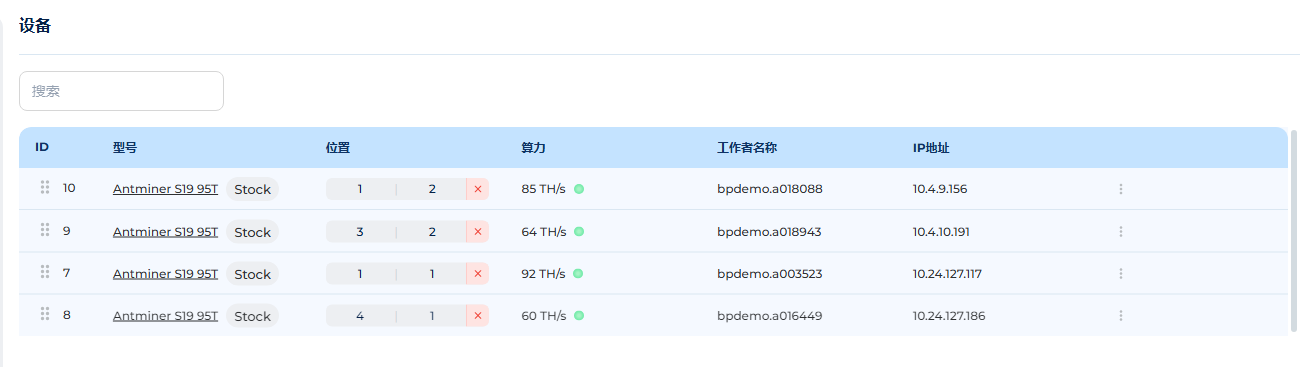 设备
搜索
ID 型号 位置 算力 工作者名称 IP地址
10 Antminer S19 95T Stock 1 | 2 × 85 TH/s bpdemo.a018088 10.4.9.156
9 Antminer S19 95T Stock 3 | 2 × 64 TH/s bpdemo.a018943 10.4.10.191
7 Antminer S19 95T Stock 1 | 1 × 92 TH/s bpdemo.a003523 10.24.127.117
8 Antminer S19 95T Stock 4 | 1 × 60 TH/s bpdemo.a016449 10.24.127.186